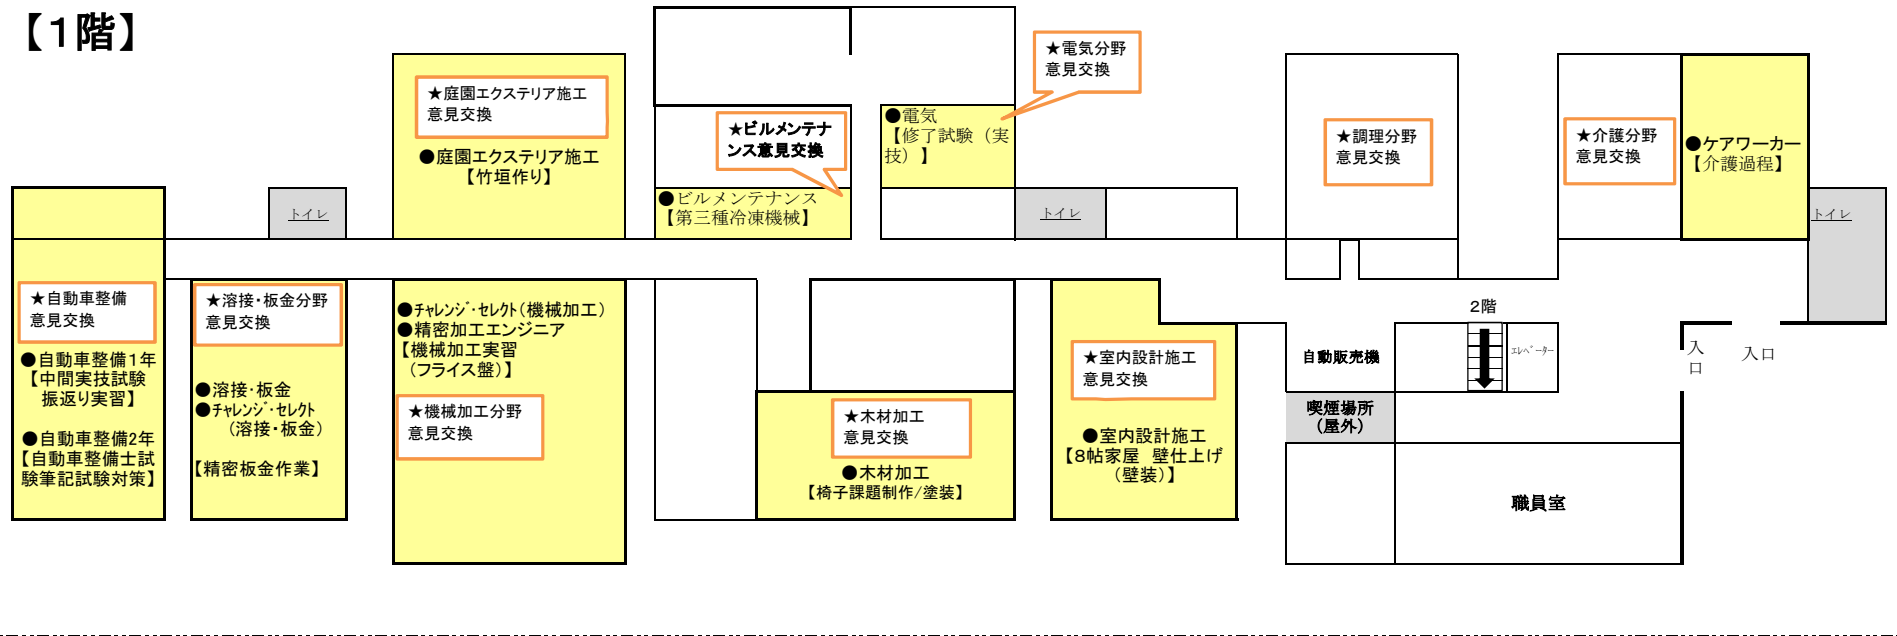 【１階】
★庭園エクステリア施工
意見交換
●庭園エクステリア施工
【竹垣作り】
★ビルメンテナ
ンス意見交換
●ビルメンテナンス
【第三種冷凍機械】
★電気分野
意見交換
●電気
【修了試験（実
技）】
★調理分野
意見交換
★介護分野
意見交換
●ケアワーカー
【介護過程】
トイレ
トイレ
トイレ
★自動車整備
意見交換
●自動車整備１年
【中間実技試験
振返り実習】
●自動車整備2年
【自動車整備士試
験筆記試験対策】
★溶接・板金分野
意見交換
●溶接・板金
●チャレンジ・セレクト
（溶接・板金）
【精密板金作業】
●チャレンジ・セレクト（機械加工）
●精密加工エンジニア
【機械加工実習
（フライス盤）】
★機械加工分野
意見交換
★木材加工
意見交換
●木材加工
【椅子課題制作/塗装】
★室内設計施工
意見交換
●室内設計施工
【８帖家屋　壁仕上げ
（壁装）】
２階
自動販売機
エレベーター
喫煙場所
（屋外）
職員室
入口
入口